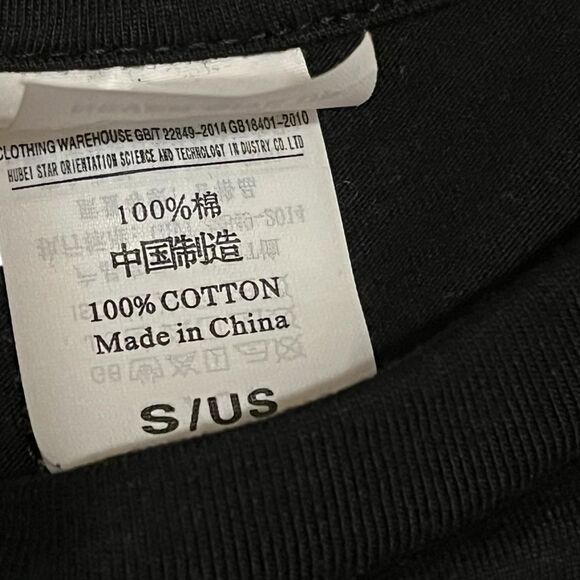 CLOTHING WAREHOUSE GB/T 22849-2014 GB18401-2010
HUBEI STAR ORIENTATION SCIENCE AND TECHNOLOGY IN DUSTRY CO.LTD
100%棉
中国制造
100% COTTON
Made in China
S/US